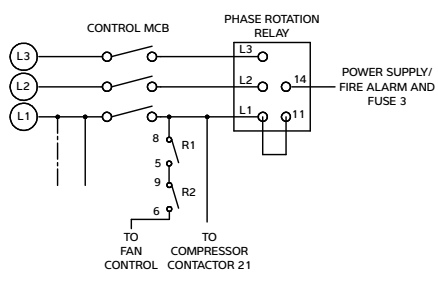 CONTROL MCB
PHASE ROTATION
RELAY
L3
L3
L2
L2
14
POWER SUPPLY/
FIRE ALARM AND
FUSE 3
L1
L1
11
8
R1
5
9
R2
6
TO
FAN
CONTROL
TO
COMPRESSOR
CONTACTOR 21